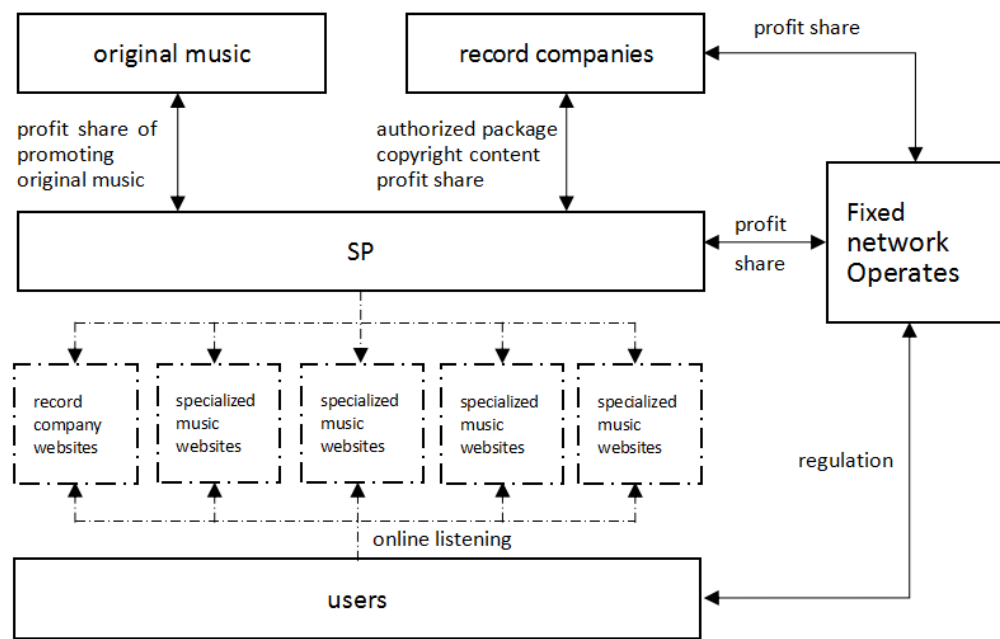 original music
record companies
profit share
profit share of
promoting
original music
authorized package
copyright content
profit share
SP
profit
share
Fixed
network
Operates
record
company
websites
specialized
music
websites
specialized
music
websites
specialized
music
websites
specialized
music
websites
regulation
online listening
users